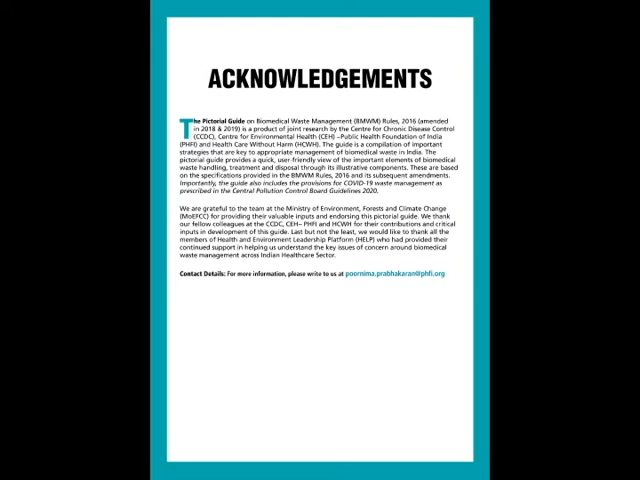 ACKNOWLEDGEMENTS
The Pictorial Guide on Biomedical Waste Management (BMWM) Rules, 2016 (amended
in 2018 & 2019) is a product of joint research by the Centre for Chronic Disease Control
(CCDC), Centre for Environmental Health (CEH) –Public Health Foundation of India
(PHFI) and Health Care Without Harm (HCWH). The guide is a compilation of important
strategies that are key to appropriate management of biomedical waste in India. The
pictorial guide provides a quick, user-friendly view of the important elements of biomedical
waste handling, treatment and disposal through its illustrative components. These are based
on the specifications provided in the BMWM Rules, 2016 and its subsequent amendments.
Importantly, the guide also includes the provisions for COVID-19 waste management as
prescribed in the Central Pollution Control Board Guidelines 2020.
We are grateful to the team at the Ministry of Environment, Forests and Climate Change
(MoEFCC) for providing their valuable inputs and endorsing this pictorial guide. We thank
our fellow colleagues at the CCDC, CEH– PHFI and HCWH for their contributions and critical
inputs in development of this guide. Last but not the least, we would like to thank all the
members of Health and Environment Leadership Platform (HELP) who had provided their
continued support in helping us understand the key issues of concern around biomedical
waste management across Indian Healthcare Sector.
Contact Details: For more information, please write to us at poornima.prabhakaran@phfi.org